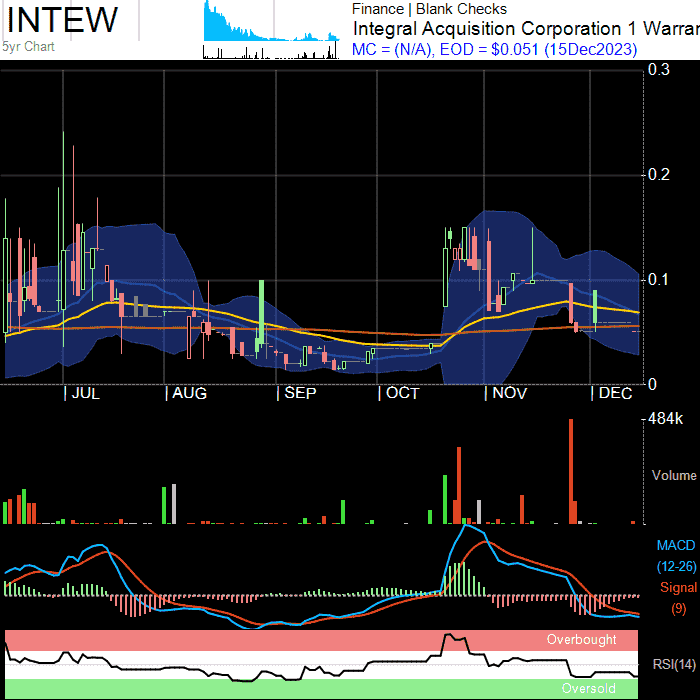 INTEW
5yr Chart
Finance | Blank Checks
Integral Acquisition Corporation 1 Warrar
MC = (N/A), EOD = $0.051 (15Dec2023)
0.3
0.2
0.1
0
| JUL | AUG | SEP | OCT | NOV | DEC
484k
Volume
MACD
(12-26)
Signal
(9)
Overbought
RSI(14)
Oversold